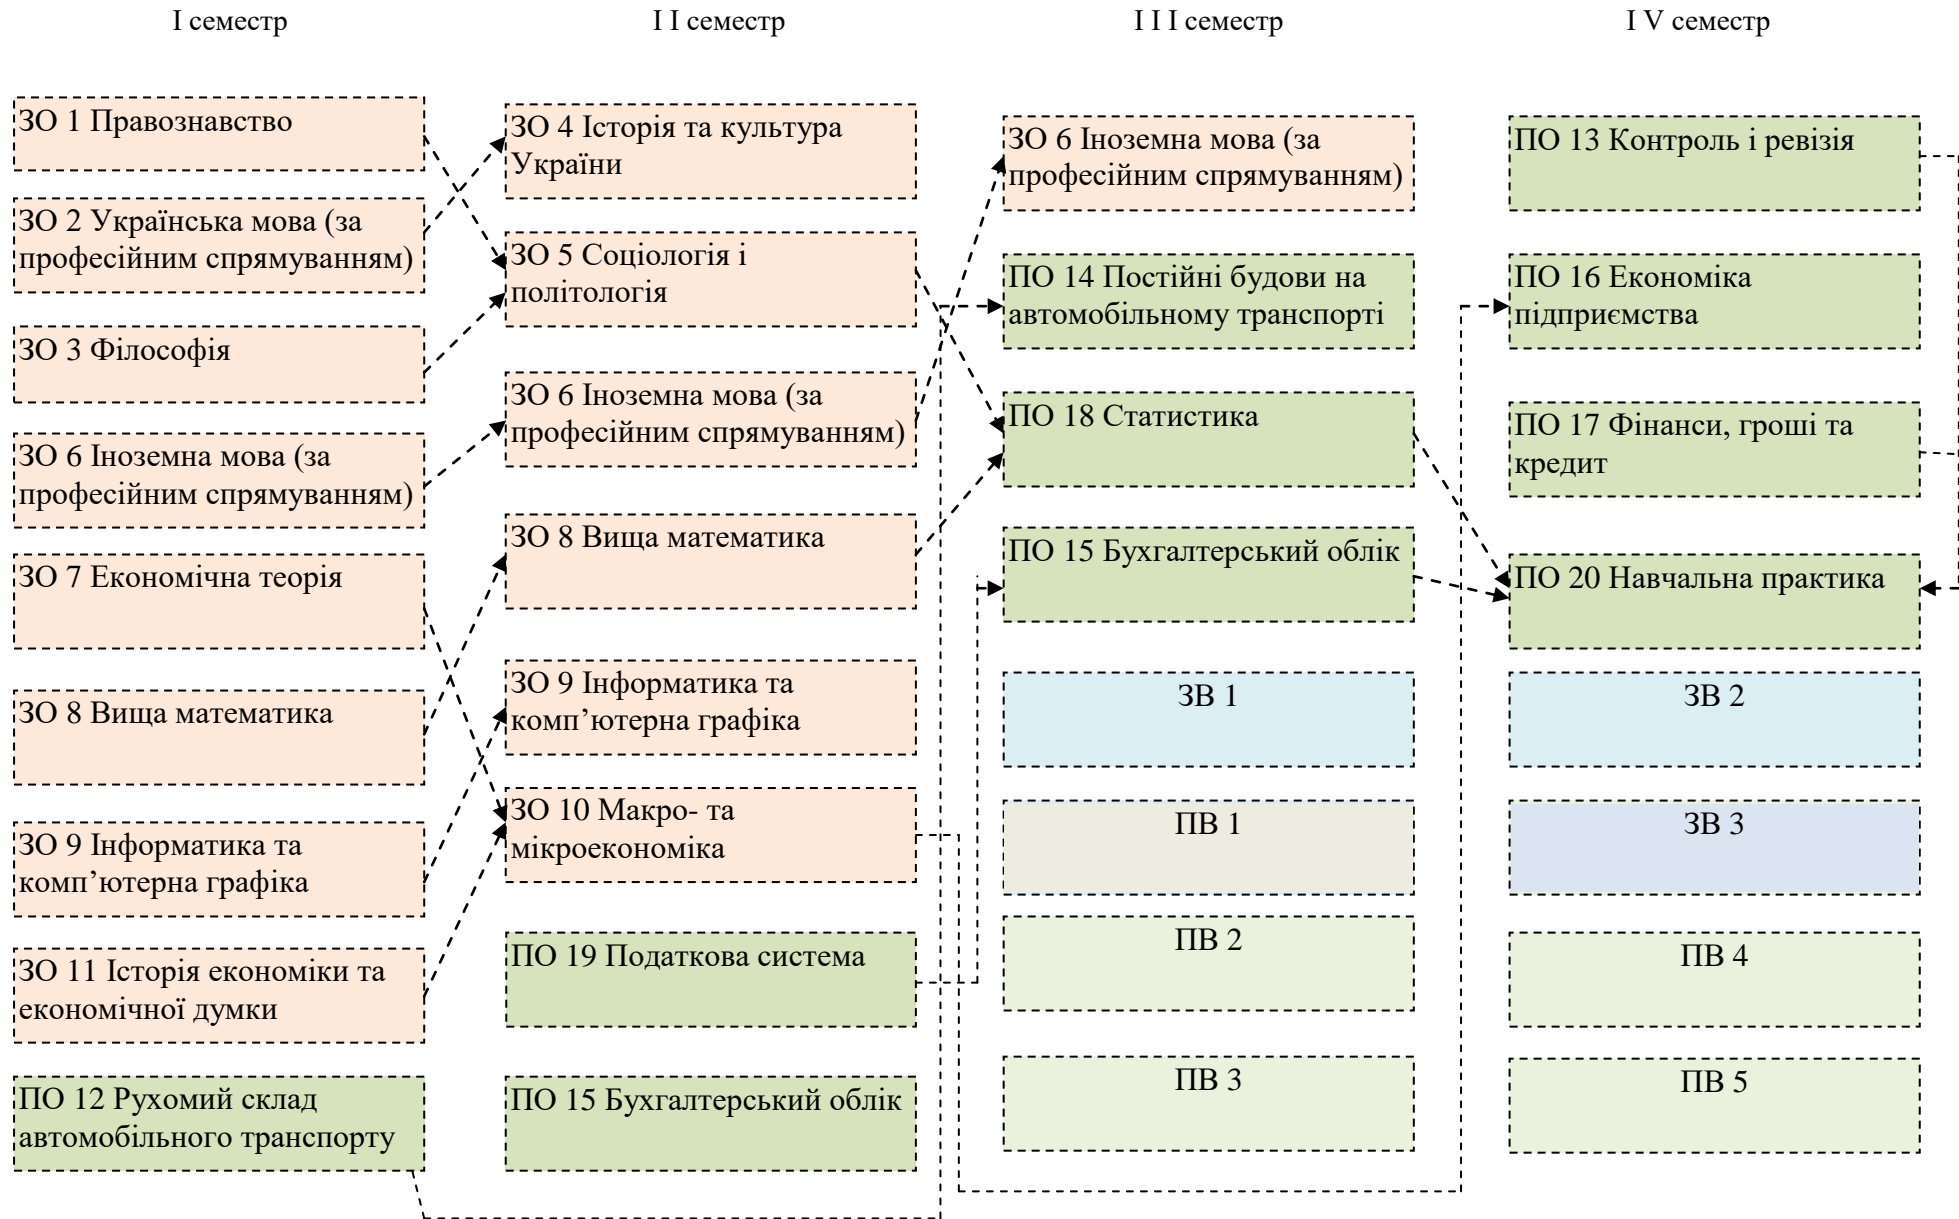 I семестр
I I семестр
I I I семестр
I V семестр
ЗО 1 Правознавство
ЗО 2 Українська мова (за
професійним спрямуванням)
ЗО 3 Філософія
ЗО 6 Іноземна мова (за
професійним спрямуванням)
ЗО 7 Економічна теорія
ЗО 8 Вища математика
ЗО 9 Інформатика та
комп’ютерна графіка
ЗО 11 Історія економіки та
економічної думки
ПО 12 Рухомий склад
автомобільного транспорту
ЗО 4 Історія та культура
України
ЗО 5 Соціологія і
політологія
ЗО 6 Іноземна мова (за
професійним спрямуванням)
ЗО 8 Вища математика
ЗО 9 Інформатика та
комп’ютерна графіка
ЗО 10 Макро- та
мікроекономіка
ПО 19 Податкова система
ПО 15 Бухгалтерський облік
ЗО 6 Іноземна мова (за
професійним спрямуванням)
ПО 14 Постійні будови на
автомобільному транспорті
ПО 18 Статистика
ПО 15 Бухгалтерський облік
ЗВ 1
ПВ 1
ПВ 2
ПВ 3
ПО 13 Контроль і ревізія
ПО 16 Економіка
підприємства
ПО 17 Фінанси, гроші та
кредит
ПО 20 Навчальна практика
ЗВ 2
ЗВ 3
ПВ 4
ПВ 5